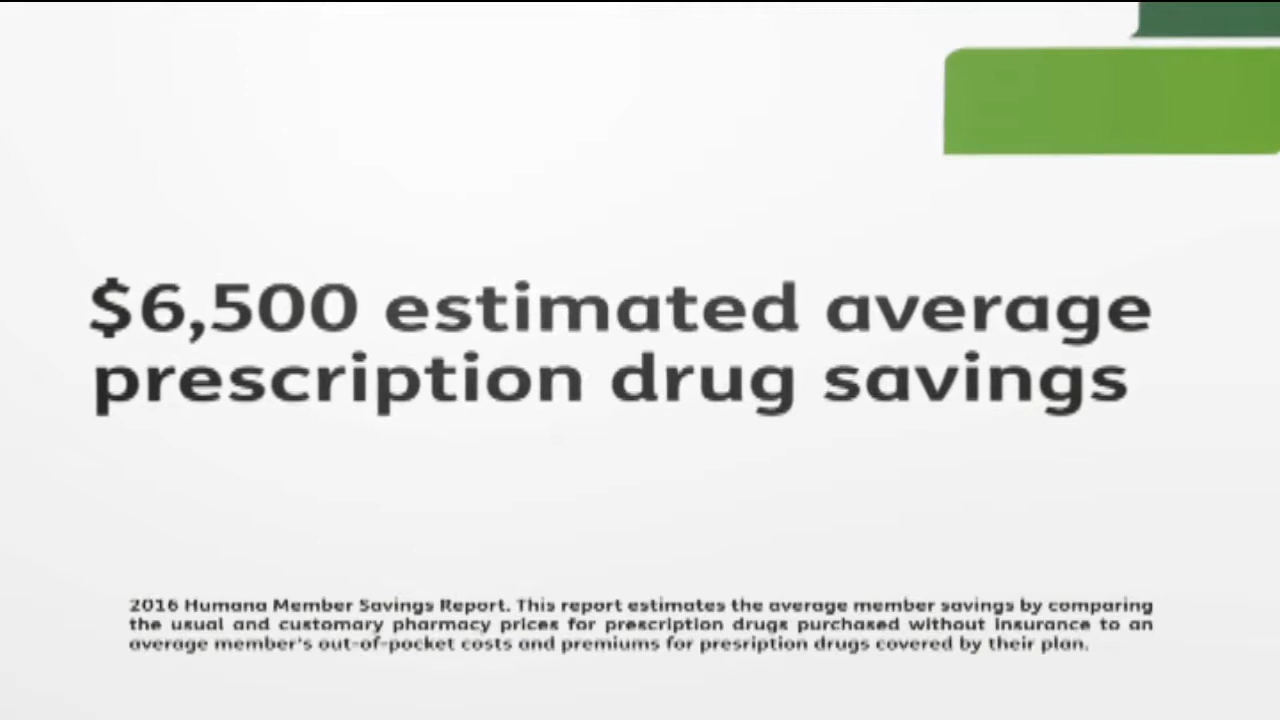 $6,500 estimated average
prescription drug savings
2016 Humana Member Savings Report. This report estimates the average member savings by comparing
the usual and customary pharmacy prices for prescription drugs purchased without insurance to an
average member's out-of-pocket costs and premiums for presription drugs covered by their plan.